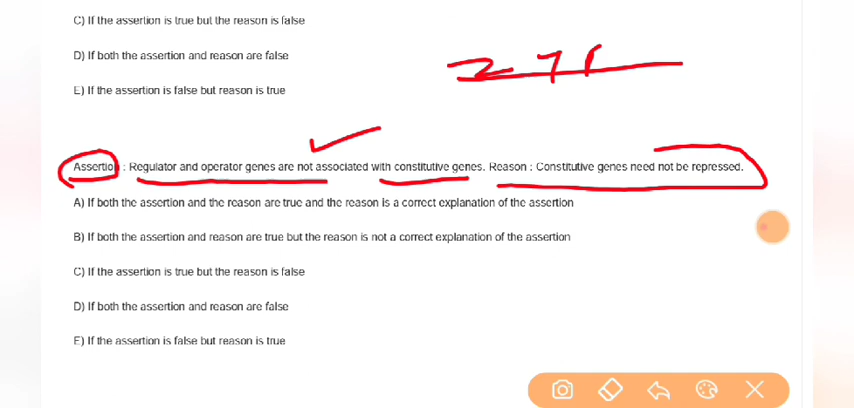 C) If the assertion is true but the reason is false
D) If both the assertion and reason are false
E) If the assertion is false but reason is true
Assertion : Regulator and operator genes are not associated with constitutive genes. Reason : Constitutive genes need not be repressed.
A) If both the assertion and the reason are true and the reason is a correct explanation of the assertion
B) If both the assertion and reason are true but the reason is not a correct explanation of the assertion
C) If the assertion is true but the reason is false
D) If both the assertion and reason are false
E) If the assertion is false but reason is true